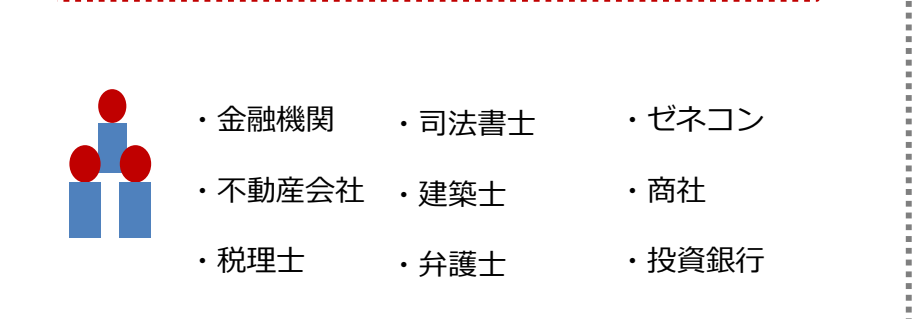 ・金融機関
・司法書士
・ゼネコン
・不動産会社
・建築士
・商社
・税理士
・弁護士
・投資銀行